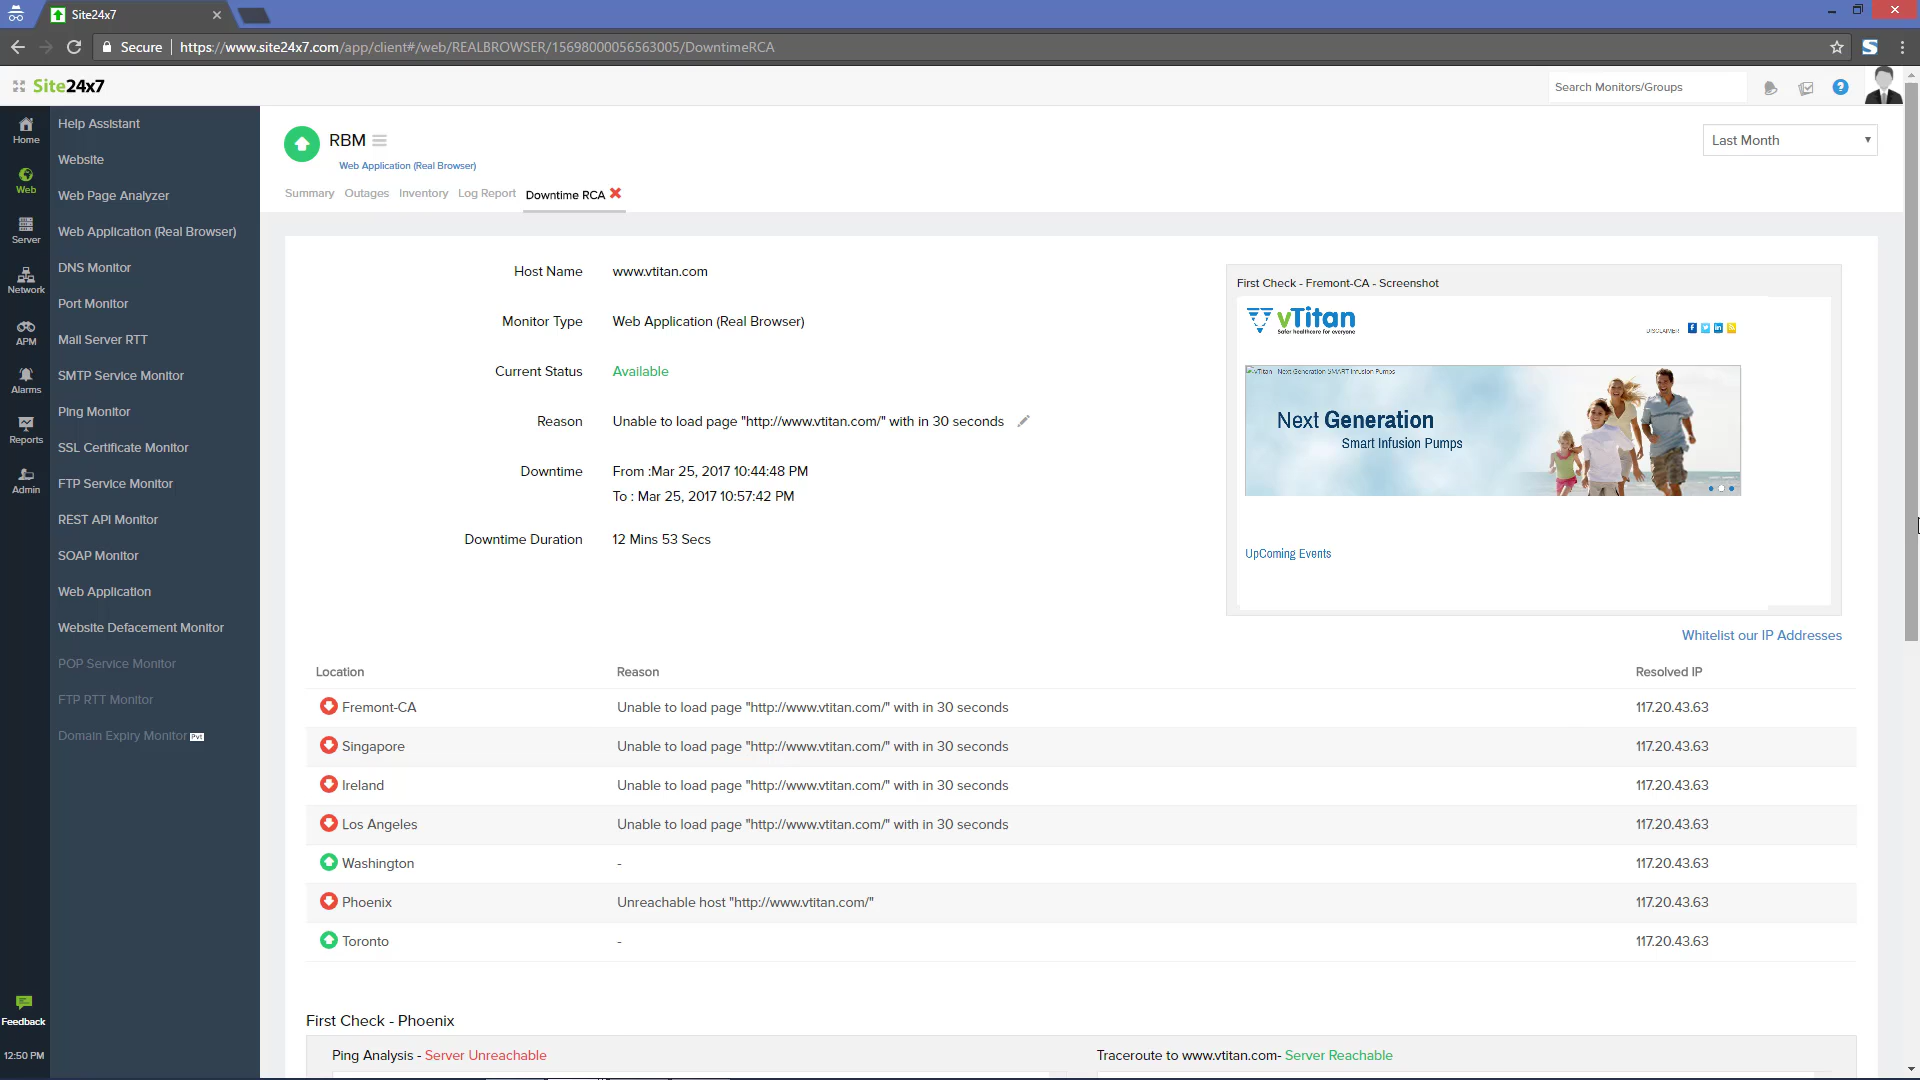 Site24x7
Secure
https://www.site24x7.com/app/client#/web/REALBROWSER/15698000056563005/DowntimeRCA
Site24x7
Search Monitors/Groups
?
Home
Web
Server
Network
APM
Alarms
Reports
Admin
Feedback
12:50 PM
Help Assistant
Website
Web Page Analyzer
Web Application (Real Browser)
DNS Monitor
Port Monitor
Mail Server RTT
SMTP Service Monitor
Ping Monitor
SSL Certificate Monitor
FTP Service Monitor
REST API Monitor
SOAP Monitor
Web Application
Website Defacement Monitor
POP Service Monitor
FTP RTT Monitor
Domain Expiry Monitor Pvt
RBM
Web Application (Real Browser)
Last Month
Summary Outages Inventory Log Report Downtime RCA
Host Name www.vtitan.com
Monitor Type Web Application (Real Browser)
Current Status Available
Reason Unable to load page "http://www.vtitan.com/" with in 30 seconds
Downtime From :Mar 25, 2017 10:44:48 PM
To : Mar 25, 2017 10:57:42 PM
Downtime Duration 12 Mins 53 Secs
First Check - Fremont-CA - Screenshot
vTitan
Safer healthcare for everyone
DISCLAIMER
vTitan Next Generation SMART Infusion Pumps
Next Generation
Smart Infusion Pumps
UpComing Events
Whitelist our IP Addresses
Location Reason Resolved IP
Fremont-CA Unable to load page "http://www.vtitan.com/" with in 30 seconds 117.20.43.63
Singapore Unable to load page "http://www.vtitan.com/" with in 30 seconds 117.20.43.63
Ireland Unable to load page "http://www.vtitan.com/" with in 30 seconds 117.20.43.63
Los Angeles Unable to load page "http://www.vtitan.com/" with in 30 seconds 117.20.43.63
Washington - 117.20.43.63
Phoenix Unreachable host "http://www.vtitan.com/" 117.20.43.63
Toronto - 117.20.43.63
First Check - Phoenix
Ping Analysis - Server Unreachable
Traceroute to www.vtitan.com- Server Reachable